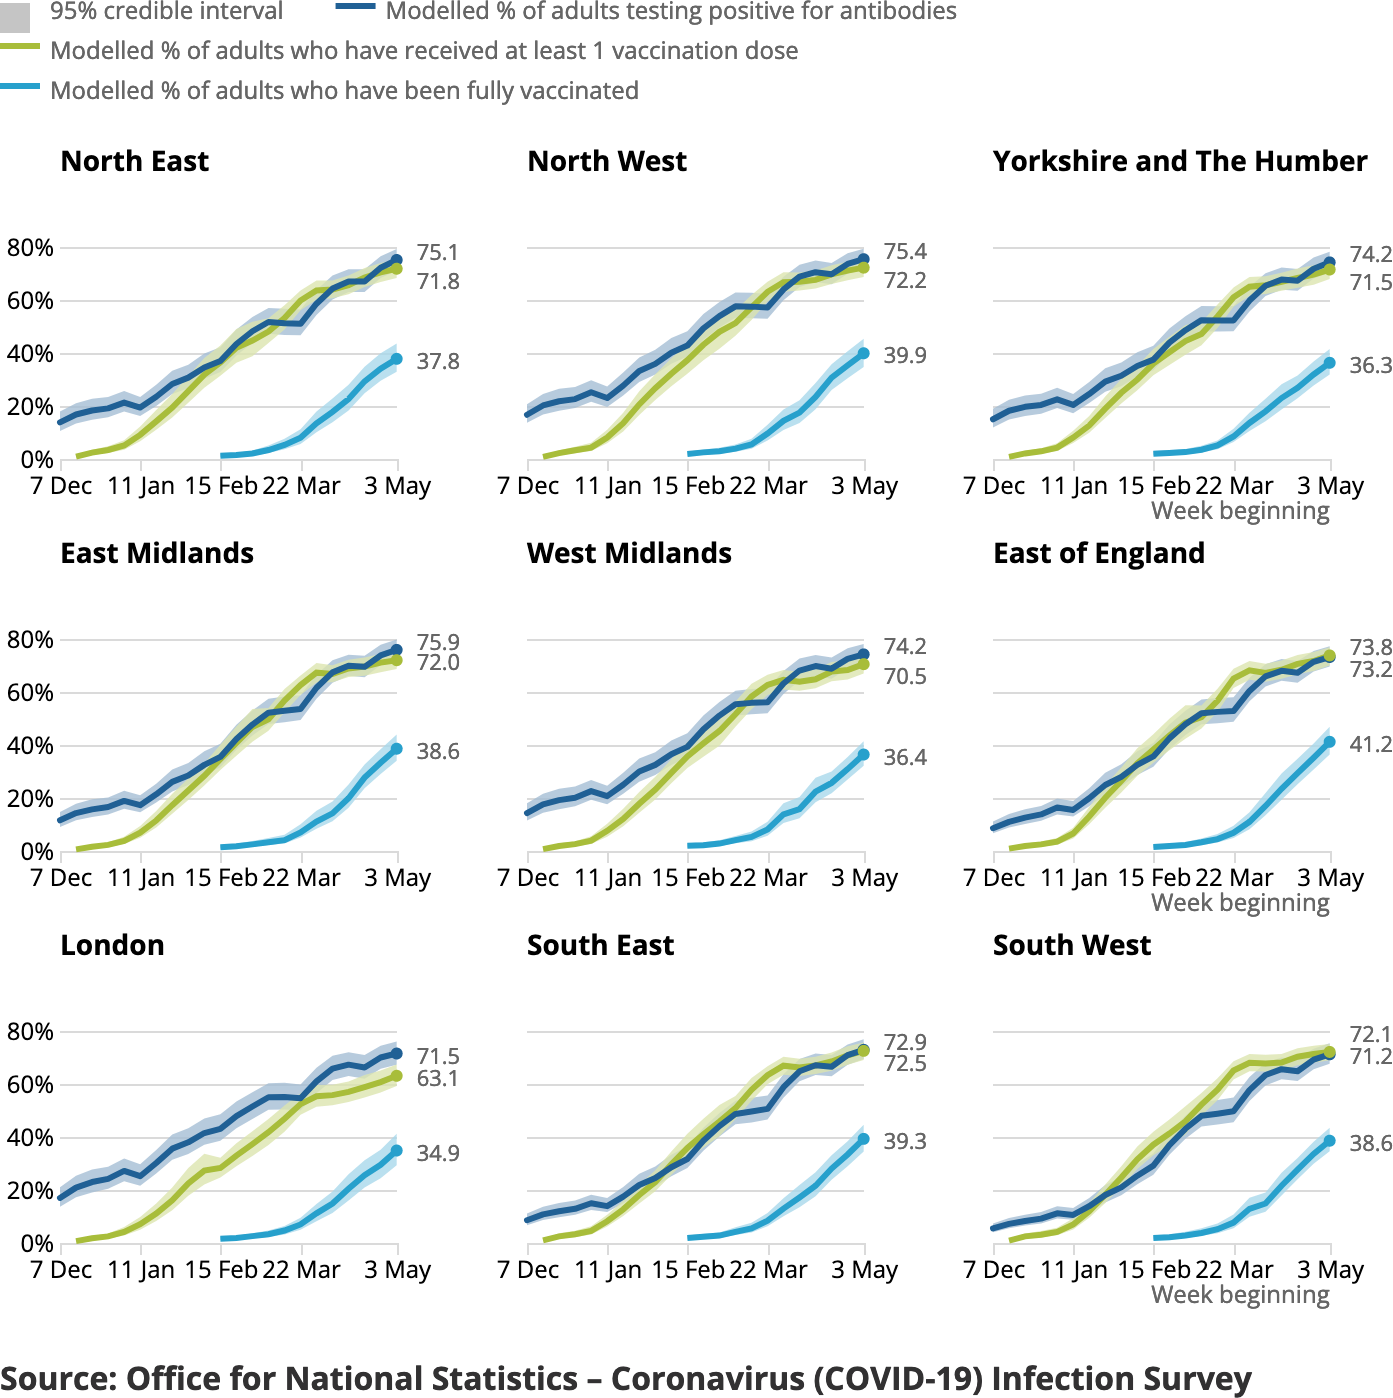 95% credible interval Modelled % of adults testing positive for antibodies
Modelled % of adults who have received at least 1 vaccination dose
Modelled % of adults who have been fully vaccinated
North East
80%
60%
40%
20%
0%
75.1
71.8
37.8
7 Dec 11 Jan 15 Feb 22 Mar 3 May
North West
75.4
72.2
39.9
7 Dec 11 Jan 15 Feb 22 Mar 3 May
Yorkshire and The Humber
74.2
71.5
36.3
7 Dec 11 Jan 15 Feb 22 Mar 3 May
Week beginning
East Midlands
80%
60%
40%
20%
0%
75.9
72.0
38.6
7 Dec 11 Jan 15 Feb 22 Mar 3 May
West Midlands
74.2
70.5
36.4
7 Dec 11 Jan 15 Feb 22 Mar 3 May
East of England
73.8
73.2
41.2
7 Dec 11 Jan 15 Feb 22 Mar 3 May
Week beginning
London
80%
60%
40%
20%
0%
71.5
63.1
34.9
7 Dec 11 Jan 15 Feb 22 Mar 3 May
South East
72.9
72.5
39.3
7 Dec 11 Jan 15 Feb 22 Mar 3 May
South West
72.1
71.2
38.6
7 Dec 11 Jan 15 Feb 22 Mar 3 May
Week beginning
Source: Office for National Statistics – Coronavirus (COVID-19) Infection Survey